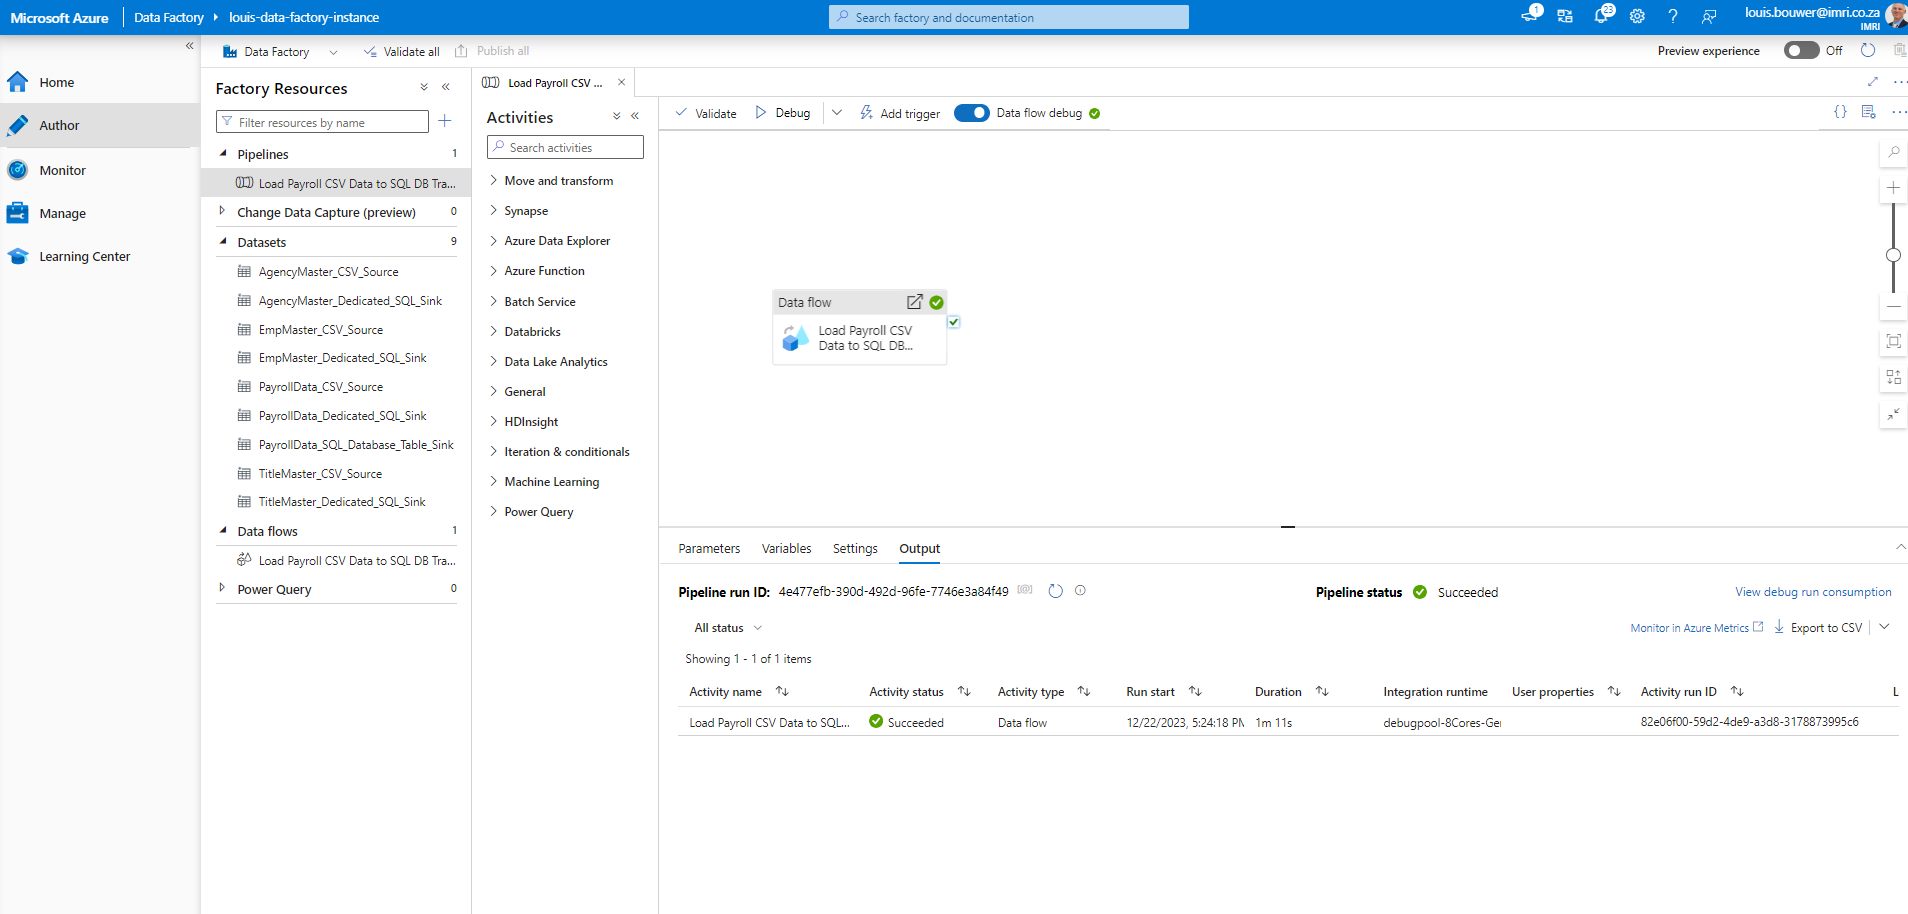 Microsoft Azure
Data Factory
louis-data-factory-instance
Search factory and documentation
1
23
louis.bouwer@imri.co.za
IMRI
Data Factory
Validate all
Publish all
Preview experience
Off
Home
Author
Monitor
Manage
Learning Center
Factory Resources
Filter resources by name
Pipelines 1
Load Payroll CSV Data to SQL DB Tra...
Change Data Capture (preview) 0
Datasets 9
AgencyMaster_CSV_Source
AgencyMaster_Dedicated_SQL_Sink
EmpMaster_CSV_Source
EmpMaster_Dedicated_SQL_Sink
PayrollData_CSV_Source
PayrollData_Dedicated_SQL_Sink
PayrollData_SQL_Database_Table_Sink
TitleMaster_CSV_Source
TitleMaster_Dedicated_SQL_Sink
Data flows 1
Load Payroll CSV Data to SQL DB Tra...
Power Query 0
Load Payroll CSV ...
Activities
Search activities
Move and transform
Synapse
Azure Data Explorer
Azure Function
Batch Service
Databricks
Data Lake Analytics
General
HDInsight
Iteration & conditionals
Machine Learning
Power Query
Validate
Debug
Add trigger
Data flow debug
Data flow
Load Payroll CSV
Data to SQL DB...
Parameters
Variables
Settings
Output
Pipeline run ID: 4e477efb-390d-492d-96fe-7746e3a84f49
Pipeline status Succeeded
View debug run consumption
All status
Monitor in Azure Metrics
Export to CSV
Showing 1 - 1 of 1 items
Activity name Activity status Activity type Run start Duration Integration runtime User properties Activity run ID L
Load Payroll CSV Data to SQL... Succeeded Data flow 12/22/2023, 5:24:18 PM 1m 11s debugpool-8Cores-Ge 82e06f00-59d2-4de9-a3d8-3178873995c6